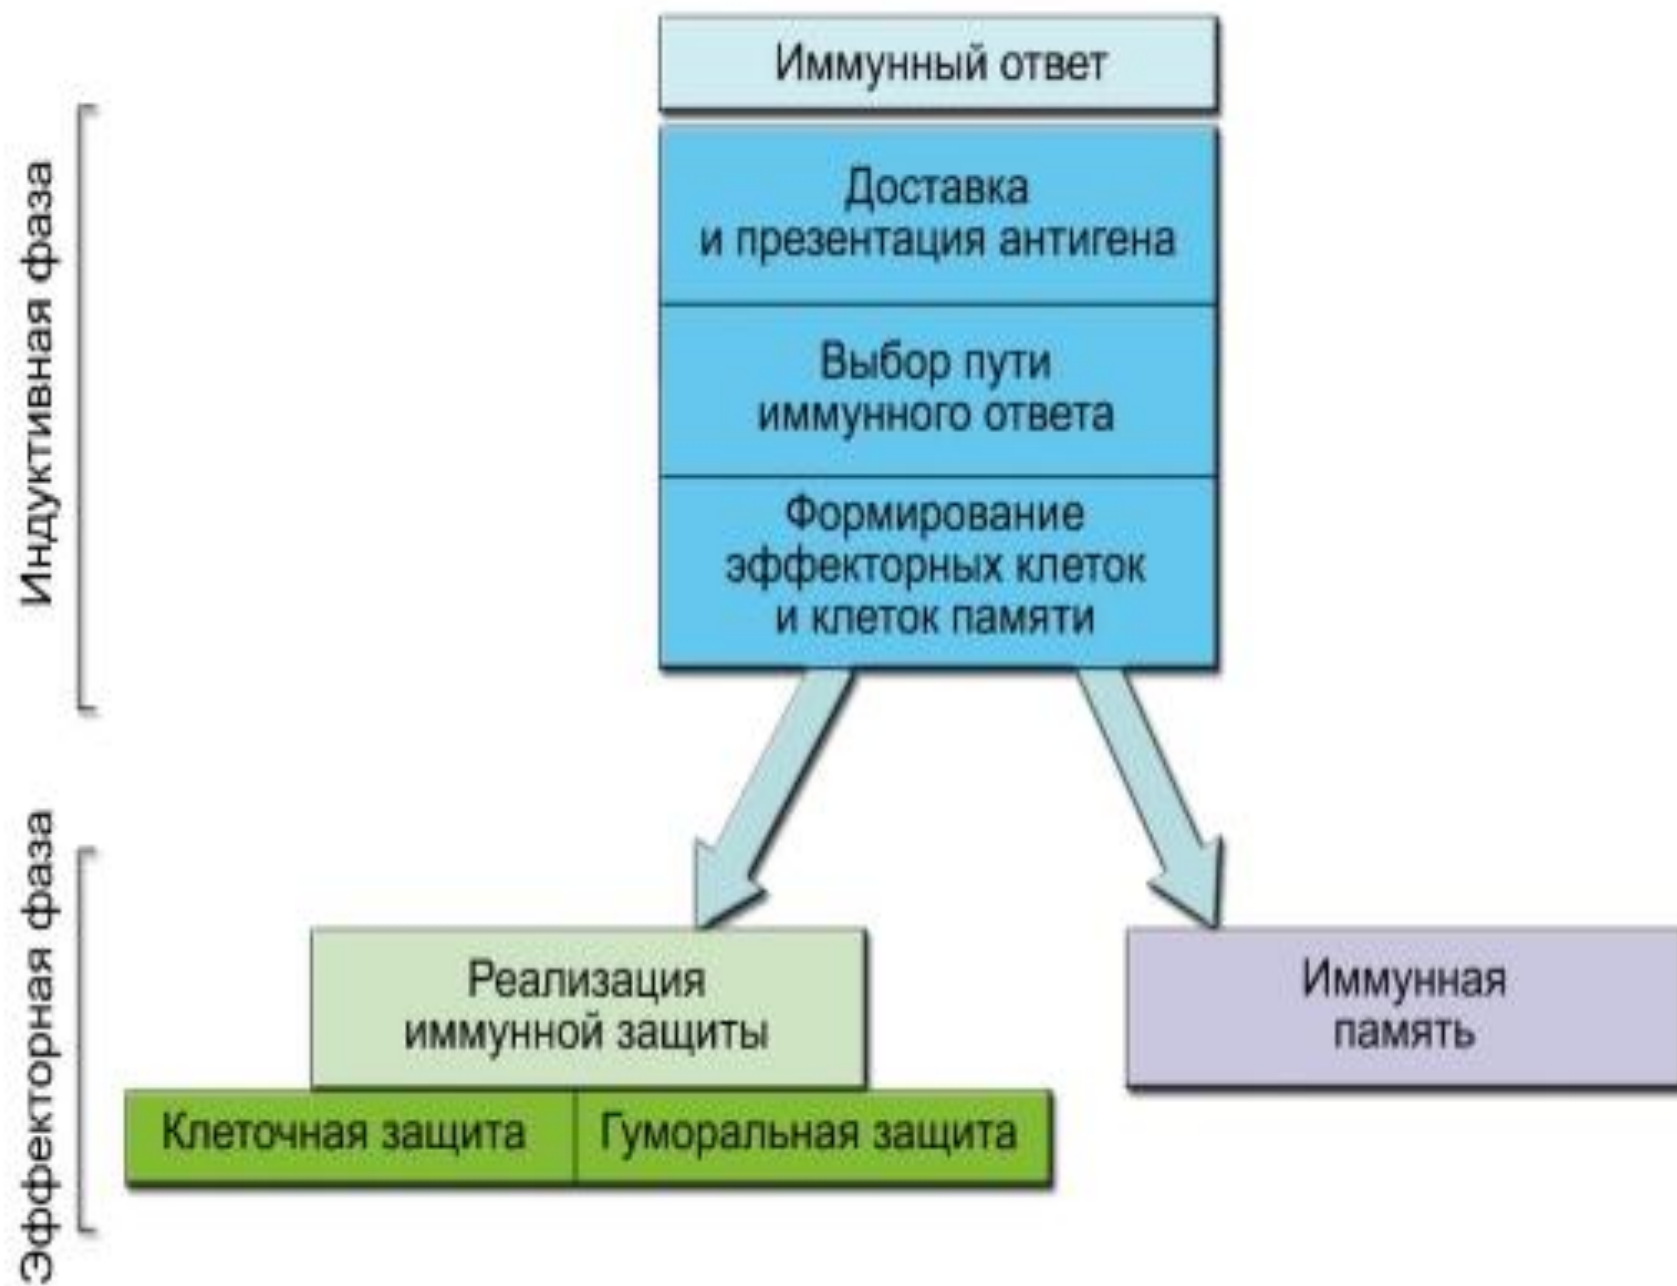 Иммунный ответ
Индуктивная фаза
Доставка
и презентация антигена
Выбор пути
иммунного ответа
Формирование
эффекторных клеток
и клеток памяти
Эффекторная фаза
Реализация
иммунной защиты
Клеточная защита
Гуморальная защита
Иммунная
память